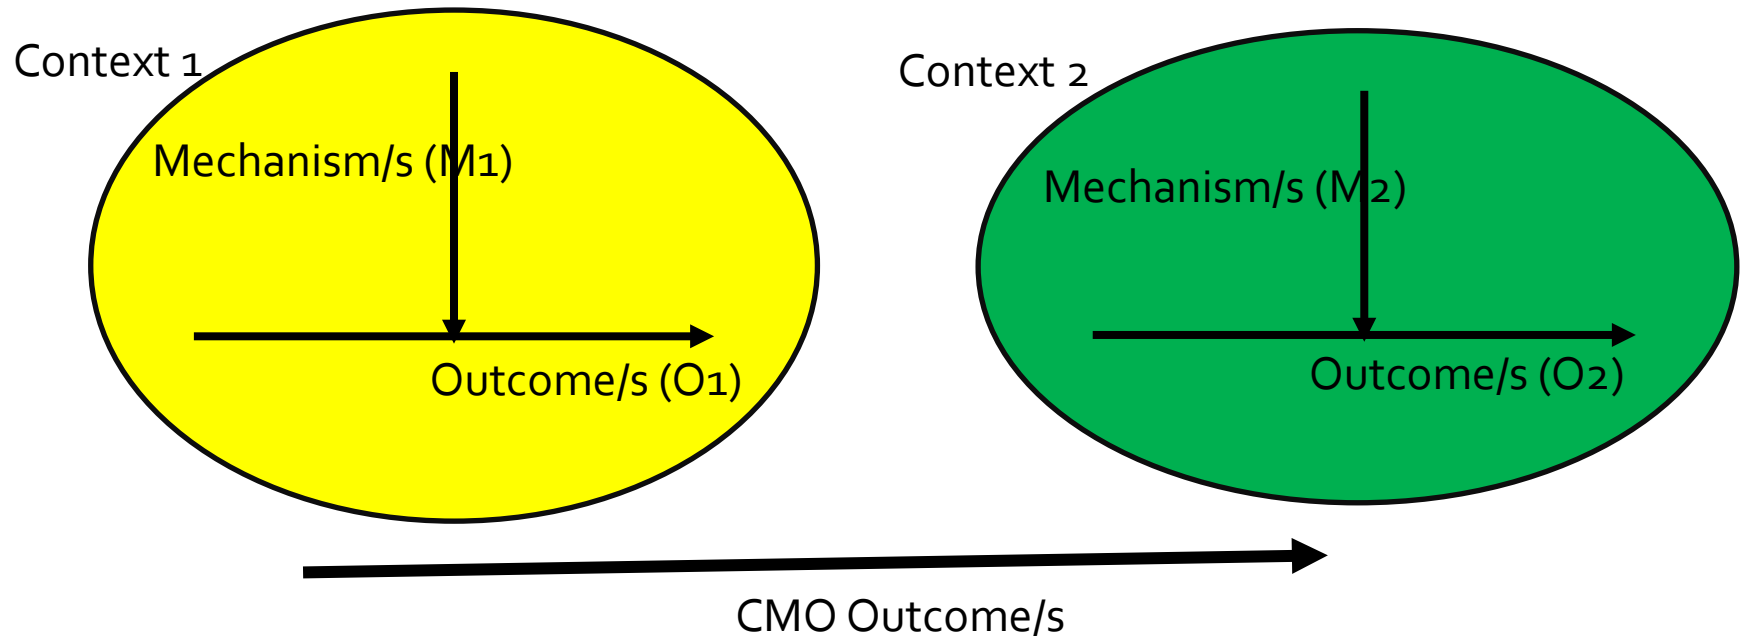 Context 1
Context 2
Mechanism/s (M1)
Mechanism/s (M2)
Outcome/s (O1)
Outcome/s (O2)
CMO Outcome/s